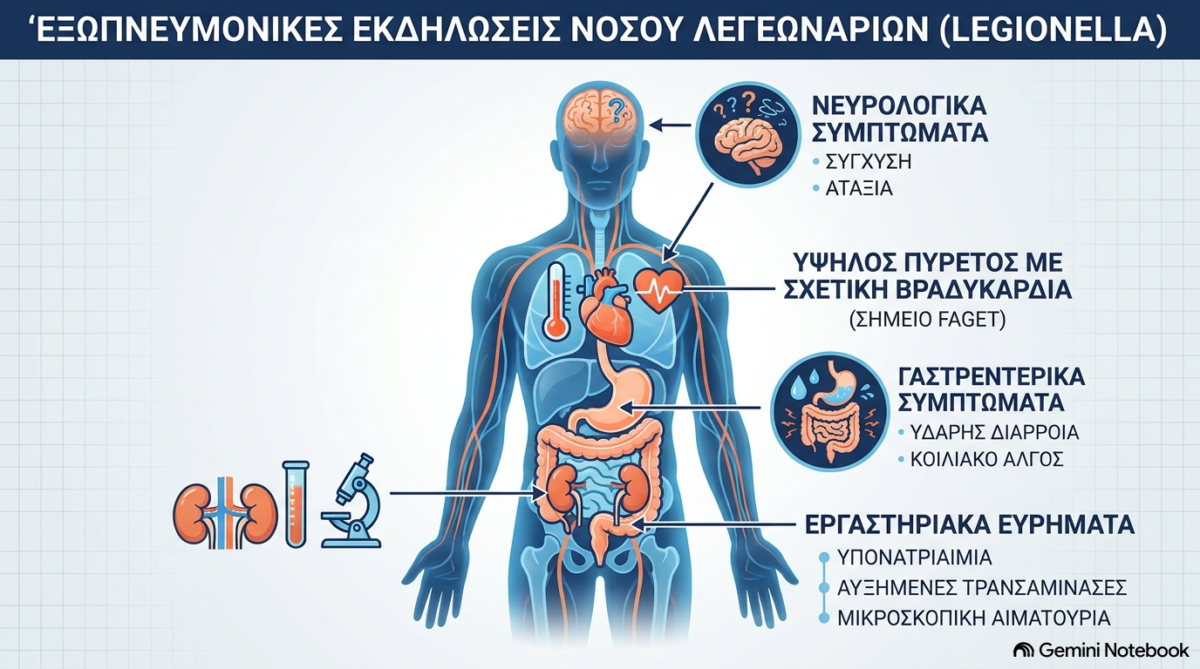 ‘ΕΞΩΠΝΕΥΜΟΝΙΚΕΣ ΕΚΔΗΛΩΣΕΙΣ ΝΟΣΟΥ ΛΕΓΕΩΝΑΡΙΩΝ (LEGIONELLA)
ΝΕΥΡΟΛΟΓΙΚΑ
ΣΥΜΠΤΩΜΑΤΑ
• ΣΥΓΧΥΣΗ
• ΑΤΑΞΙΑ
ΥΨΗΛΟΣ ΠΥΡΕΤΟΣ ΜΕ
ΣΧΕΤΙΚΗ ΒΡΑΔΥΚΑΡΔΙΑ
(ΣΗΜΕΙΟ FAGET)
ΓΑΣΤΡΕΝΤΕΡΙΚΑ
ΣΥΜΠΤΩΜΑΤΑ
• ΥΔΑΡΗΣ ΔΙΑΡΡΟΙΑ
• ΚΟΙΛΙΑΚΟ ΑΛΓΟΣ
ΕΡΓΑΣΤΗΡΙΑΚΑ ΕΥΡΗΜΑΤΑ
• ΥΠΟΝΑΤΡΙΑΙΜΙΑ
• ΑΥΞΗΜΕΝΕΣ ΤΡΑΝΣΑΜΙΝΑΣΕΣ
• ΜΙΚΡΟΣΚΟΠΙΚΗ ΑΙΜΑΤΟΥΡΙΑ
Gemini Notebook